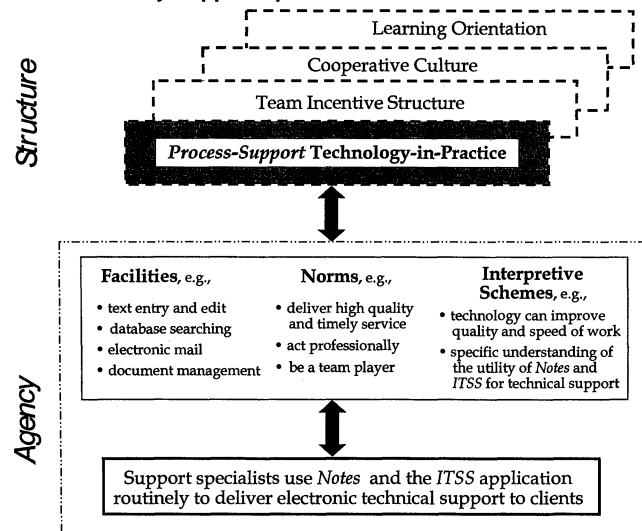 Learning Orientation
Cooperative Culture
Team Incentive Structure
Process-Support Technology-in-Practice
Structure
Facilities, e.g.,
• text entry and edit
• database searching
• electronic mail
• document management
Norms, e.g.,
• deliver high quality
and timely service
• act professionally
• be a team player
Interpretive
Schemes, e.g.,
• technology can improve
quality and speed of work
• specific understanding of
the utility of Notes and
ITSS for technical support
Agency
Support specialists use Notes and the ITSS application
routinely to deliver electronic technical support to clients